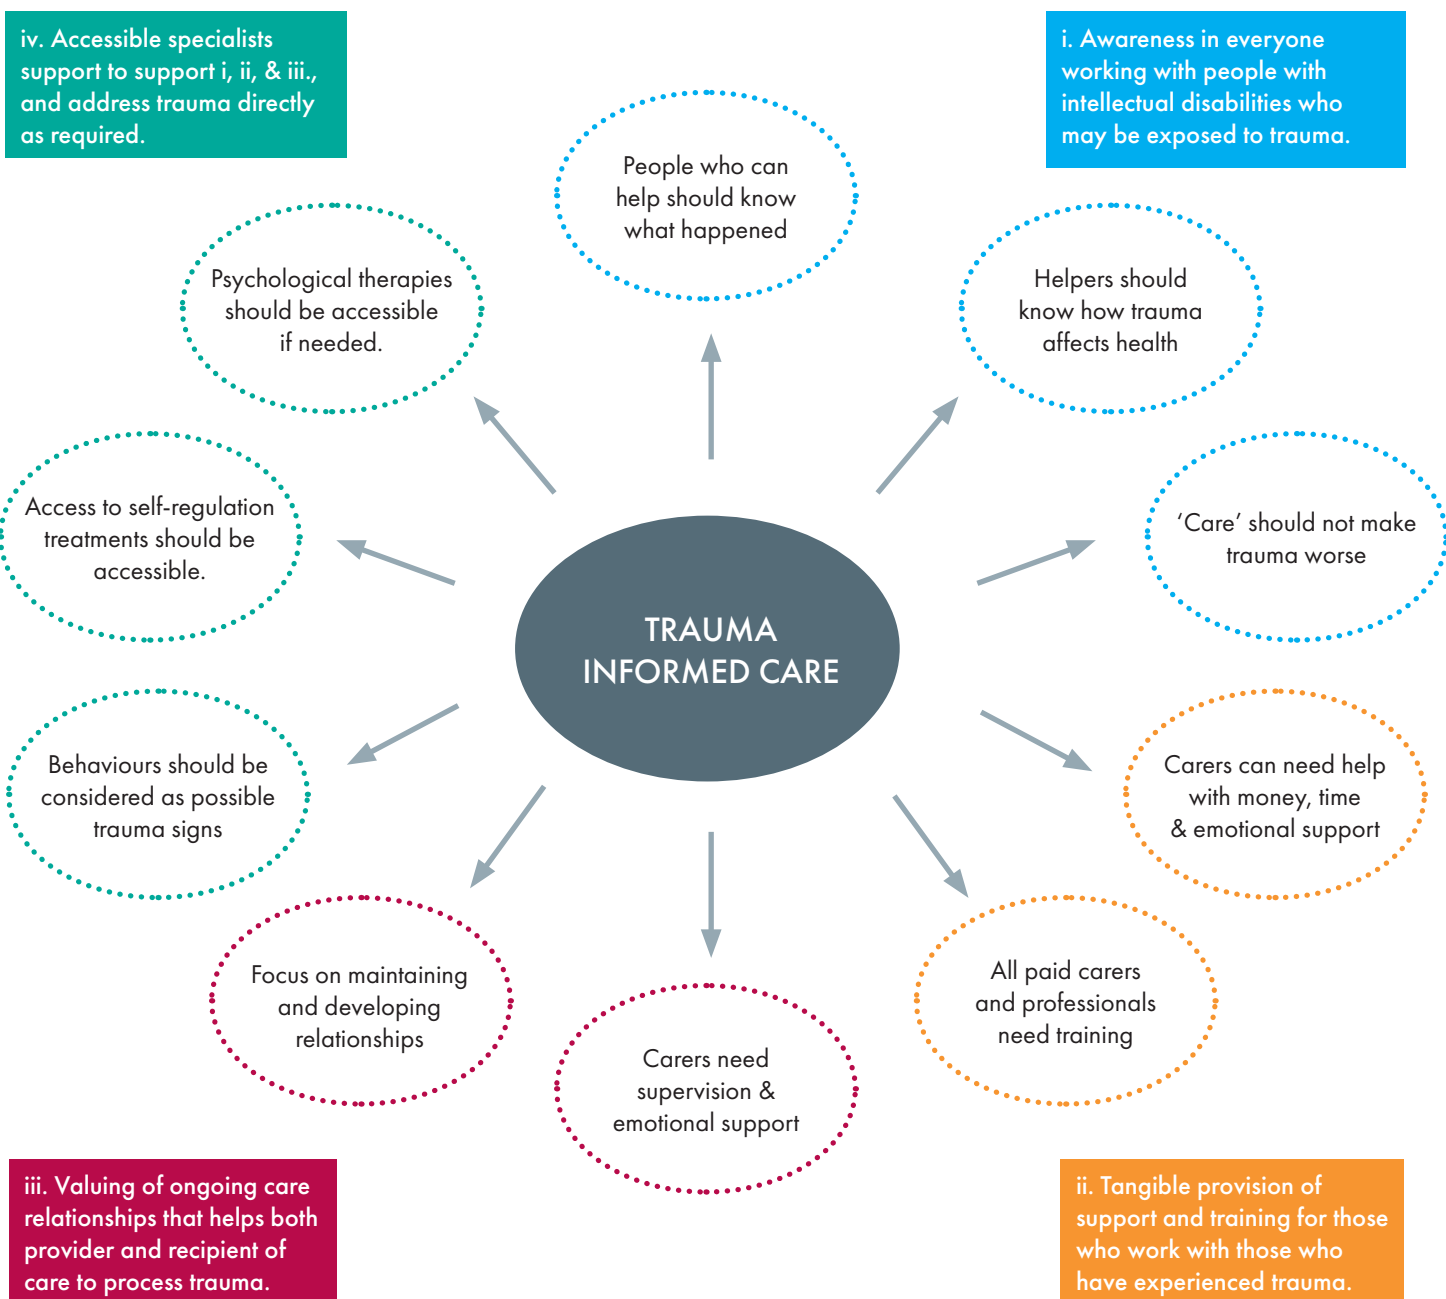 iv. Accessible specialists
support to support i, ii, & iii.,
and address trauma directly
as required.
i. Awareness in everyone
working with people with
intellectual disabilities who
may be exposed to trauma.
People who can
help should know
what happened
Psychological therapies
should be accessible
if needed.
Helpers should
know how trauma
affects health
Access to self-regulation
treatments should be
accessible.
‘Care’ should not make
trauma worse
TRAUMA
INFORMED CARE
Behaviours should be
considered as possible
trauma signs
Carers can need help
with money, time
& emotional support
Focus on maintaining
and developing
relationships
All paid carers
and professionals
need training
Carers need
supervision &
emotional support
iii. Valuing of ongoing care
relationships that helps both
provider and recipient of
care to process trauma.
ii. Tangible provision of
support and training for those
who work with those who
have experienced trauma.